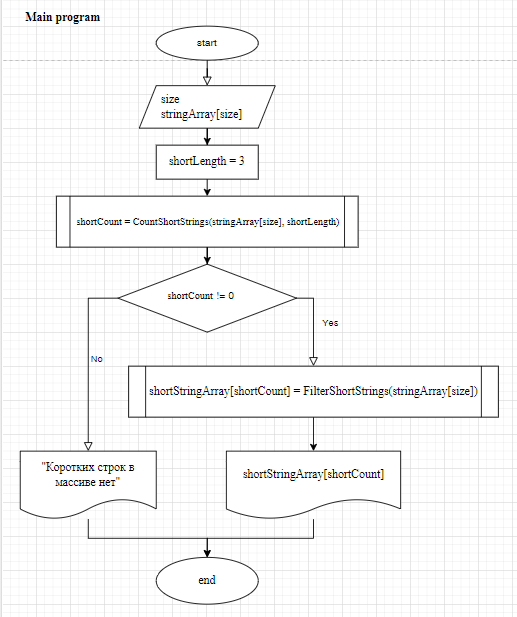 Main program
start
size
stringArray[size]
shortLength = 3
shortCount = CountShortStrings(stringArray[size], shortLength)
shortCount != 0
Yes
No
shortStringArray[shortCount] = FilterShortStrings(stringArray[size])
"Коротких строк в
массиве нет"
shortStringArray[shortCount]
end